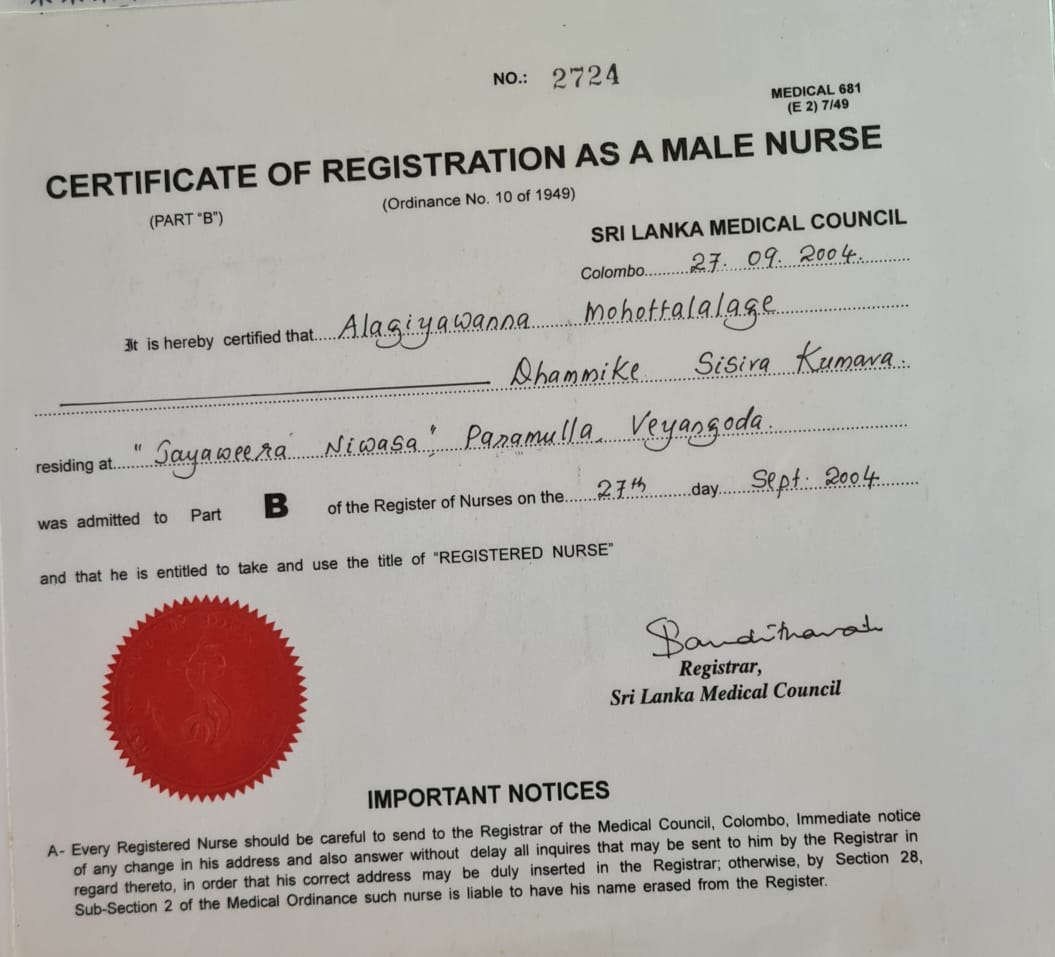 NO.: 2724
MEDICAL 681
(E 2) 7/49
CERTIFICATE OF REGISTRATION AS A MALE NURSE
(PART "B")
(Ordinance No. 10 of 1949)
SRI LANKA MEDICAL COUNCIL
Colombo 27. 09. 2004.
It is hereby certified that Alagiyawanna Mohottalalage
Dhammike Sisira Kumara.
residing at "Jayaweera Niwasa", Panamulla, Veyangoda.
was admitted to Part B of the Register of Nurses on the 27th day Sept. 2004
and that he is entitled to take and use the title of "REGISTERED NURSE"
Registrar,
Sri Lanka Medical Council
IMPORTANT NOTICES
A- Every Registered Nurse should be careful to send to the Registrar of the Medical Council, Colombo, Immediate notice
of any change in his address and also answer without delay all inquires that may be sent to him by the Registrar in
regard thereto, in order that his correct address may be duly inserted in the Registrar; otherwise, by Section 28,
Sub-Section 2 of the Medical Ordinance such nurse is liable to have his name erased from the Register.